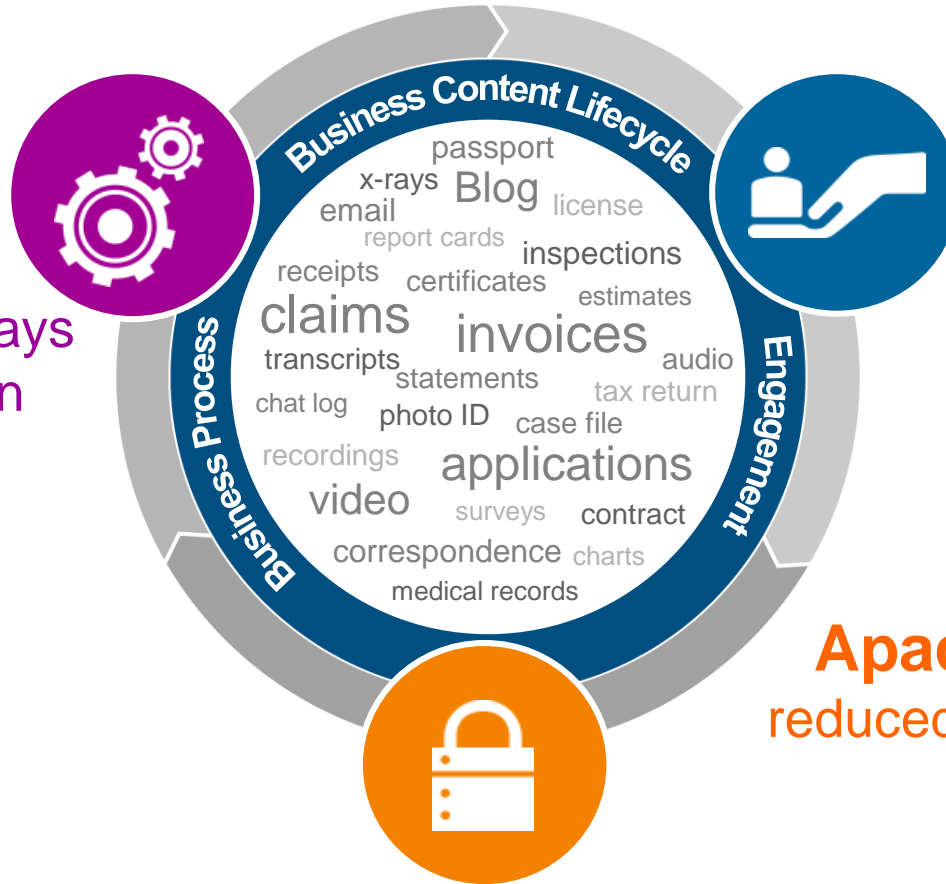 Business Content Lifecycle
passport
x-rays Blog license
email
report cards inspections
receipts certificates estimates
claims invoices
transcripts audio
statements tax return
chat log photo ID case file
recordings applications
video surveys contract
correspondence charts
medical records
Business Process
Engagement
ays
n
Apac
reduced